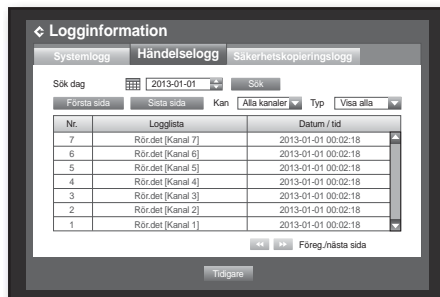 Logginformation
Systemlogg Händelselogg Säkerhetskopieringslogg
Sök dag 2013-01-01 Sök
Första sida Sista sida Kan Alla kanaler Typ Visa alla
Nr. Logglista Datum / tid
7 Rör.det [Kanal 7] 2013-01-01 00:02:18
6 Rör.det [Kanal 6] 2013-01-01 00:02:18
5 Rör.det [Kanal 5] 2013-01-01 00:02:18
4 Rör.det [Kanal 4] 2013-01-01 00:02:18
3 Rör.det [Kanal 3] 2013-01-01 00:02:18
2 Rör.det [Kanal 2] 2013-01-01 00:02:18
1 Rör.det [Kanal 1] 2013-01-01 00:02:18
Föreg./nästa sida
Tidigare